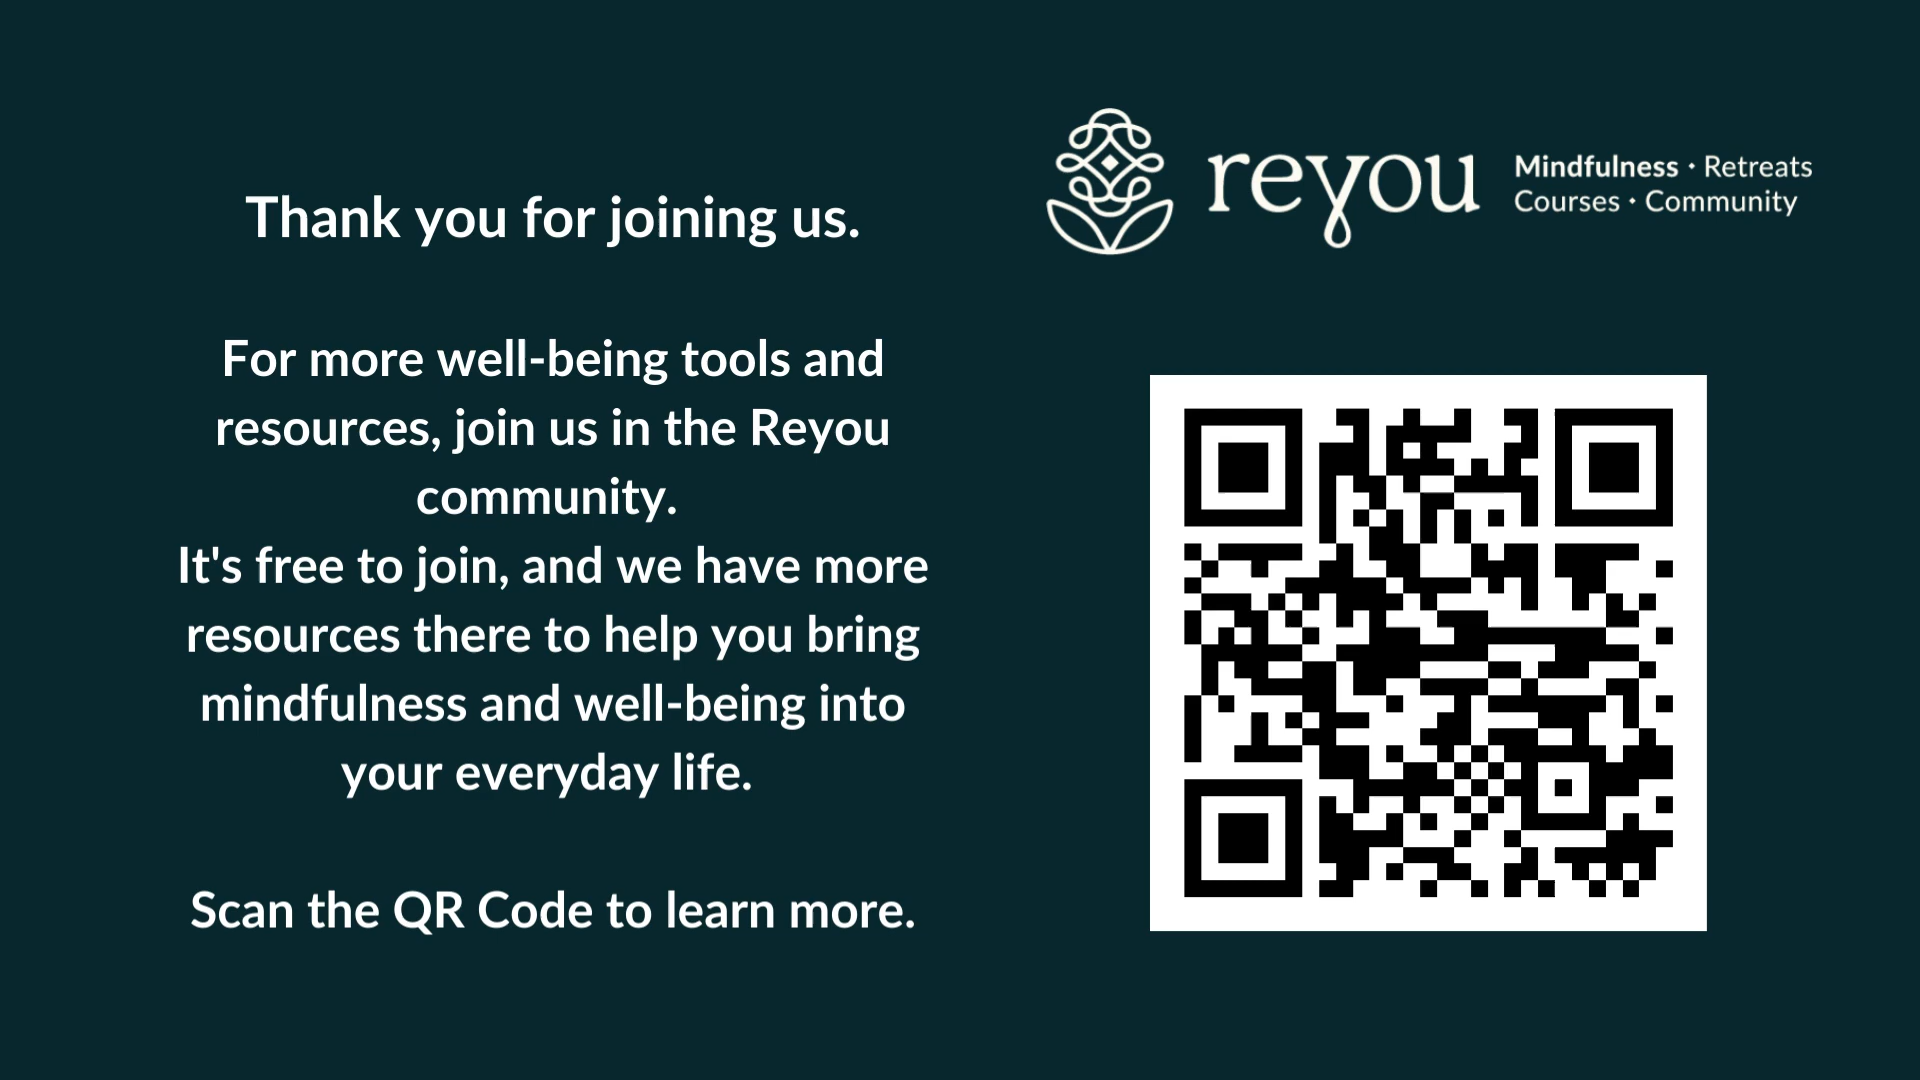 Thank you for joining us.
For more well-being tools and
resources, join us in the Reyou
community.
It's free to join, and we have more
resources there to help you bring
mindfulness and well-being into
your everyday life.
Scan the QR Code to learn more.
reyou
Mindfulness · Retreats
Courses · Community